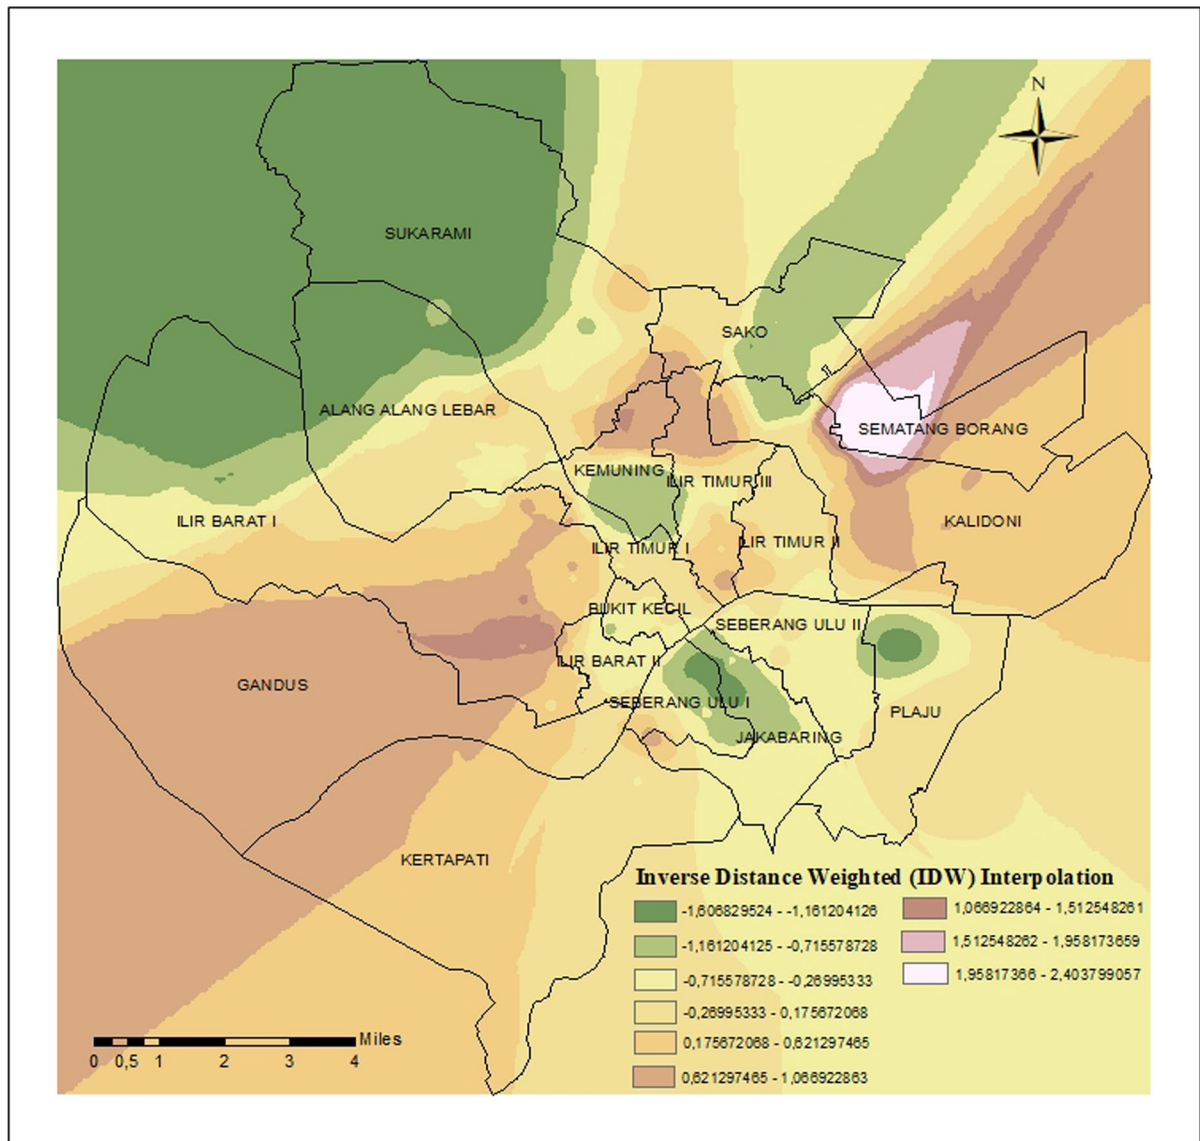 N
SUKARAMI
SAKO
ALANG ALANG LEBAR
SEMATANG BORANG
KEMUNING
ILIR TIMUR III
ILIR BARAT I
KALIDONI
ILIR TIMUR I
ILIR TIMUR II
BUKIT KECIL
SEBERANG ULU II
ILIR BARAT II
GANDUS
SEBERANG ULU I
PLAJU
JAKABARING
KERTAPATI
Inverse Distance Weighted (IDW) Interpolation
-1,606829524 - -1,161204126
-1,161204125 - -0,715578728
-0,715578728 - -0,26995333
-0,26995333 - 0,175672068
0,175672068 - 0,621297465
0,621297465 - 1,066922863
1,066922864 - 1,512548261
1,512548262 - 1,958173659
1,95817366 - 2,403799057
Miles
0 0,5 1 2 3 4